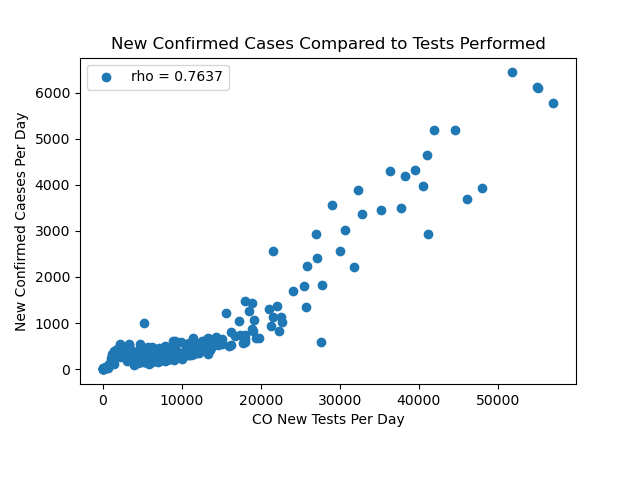 New Confirmed Cases Compared to Tests Performed
rho = 0.7637
New Confirmed Caeses Per Day
6000
5000
4000
3000
2000
1000
0
0 10000 20000 30000 40000 50000
CO New Tests Per Day